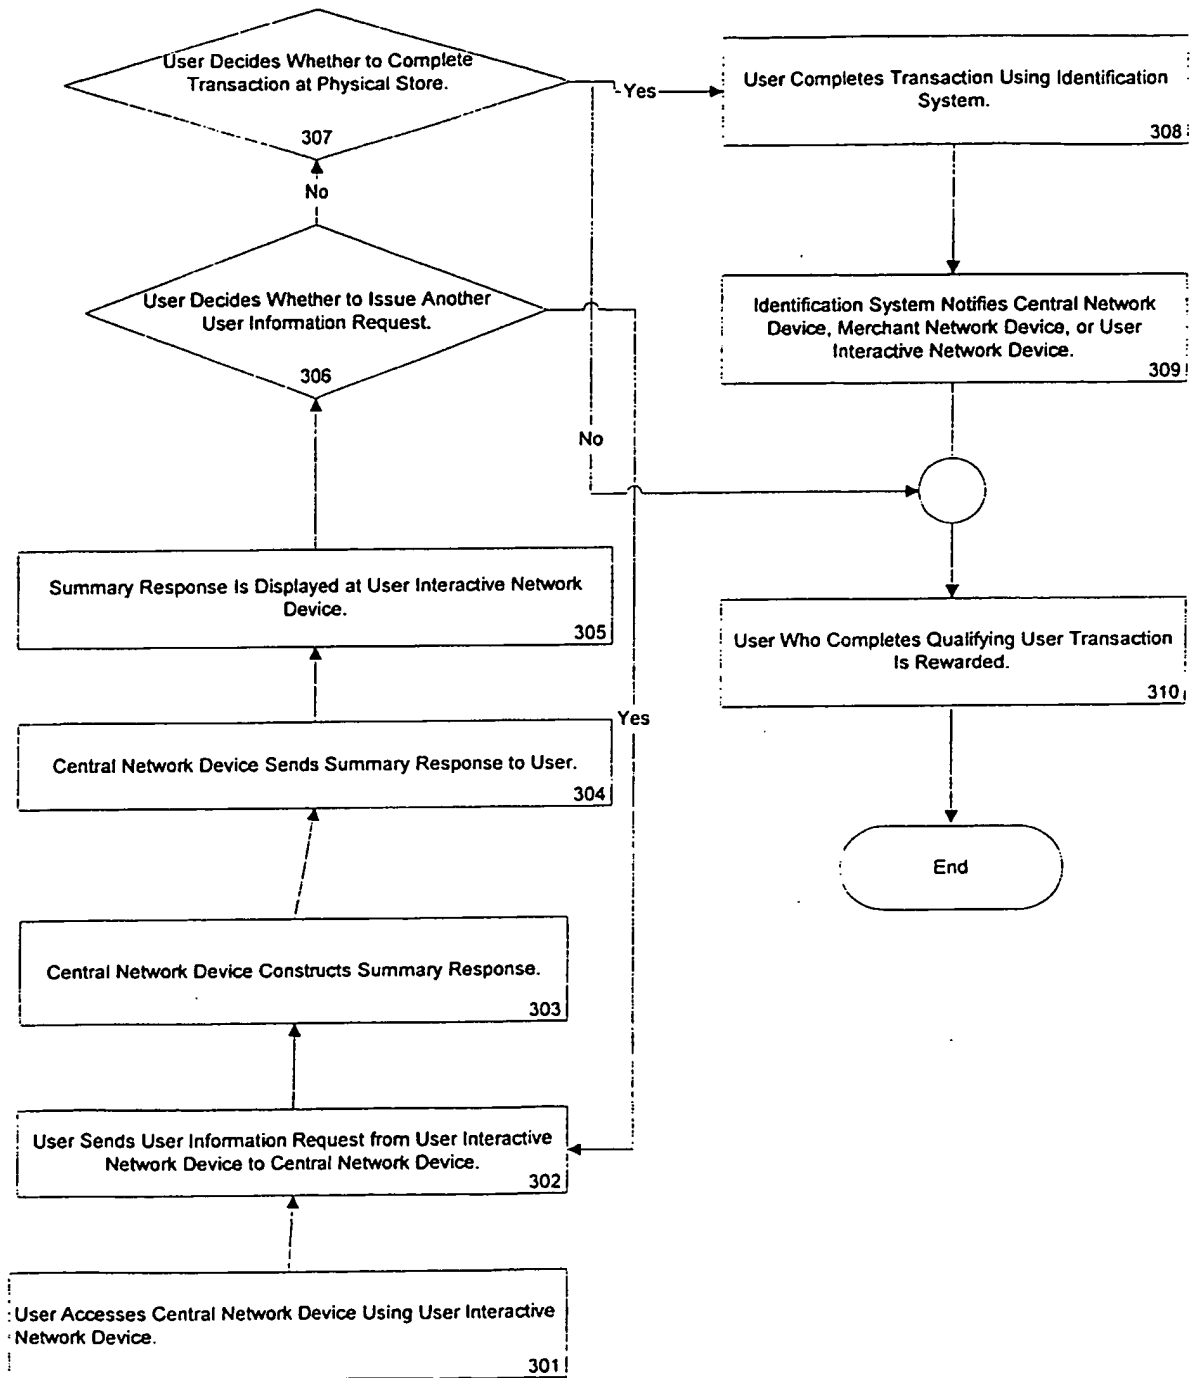 User Decides Whether to Complete
Transaction at Physical Store.
307
Yes
User Completes Transaction Using Identification
System.
308
No
User Decides Whether to Issue Another
User Information Request.
306
Identification System Notifies Central Network
Device, Merchant Network Device, or User
Interactive Network Device.
309
No
Summary Response Is Displayed at User Interactive Network
Device.
305
User Who Completes Qualifying User Transaction
Is Rewarded.
310
Yes
Central Network Device Sends Summary Response to User.
304
End
Central Network Device Constructs Summary Response.
303
User Sends User Information Request from User Interactive
Network Device to Central Network Device.
302
User Accesses Central Network Device Using User Interactive
Network Device.
301